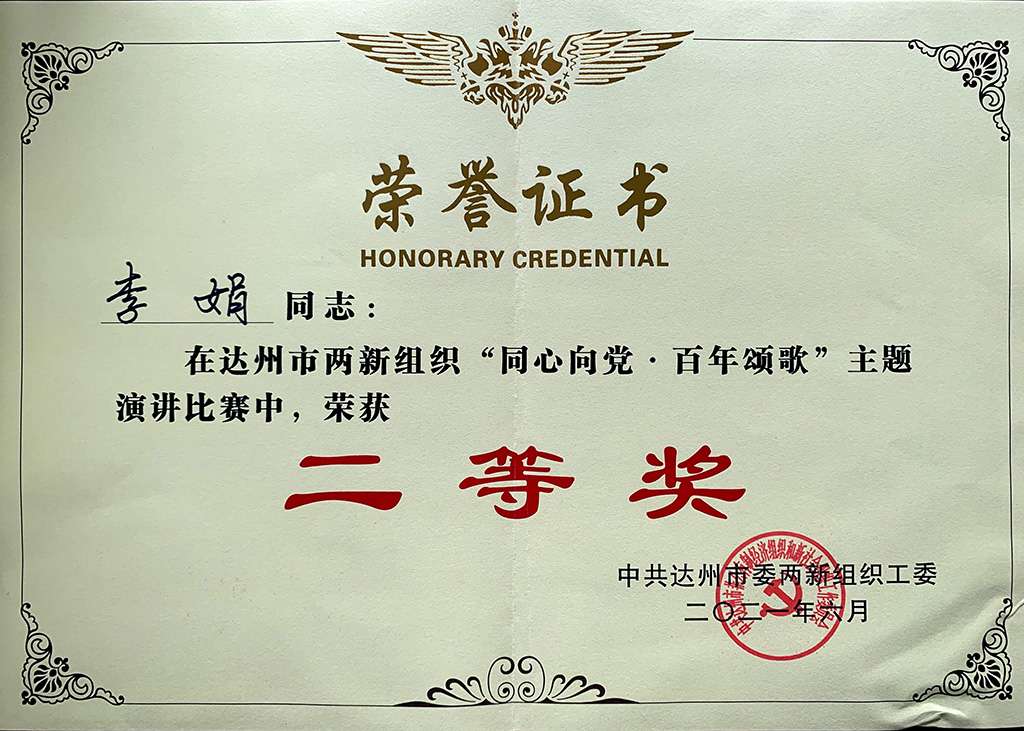 荣誉证书
HONORARY CREDENTIAL
李 娟 同志：
在达州市两新组织“同心向党·百年颂歌”主题
演讲比赛中，荣获
二等奖
中共达州市委两新组织工委
二〇二一年六月